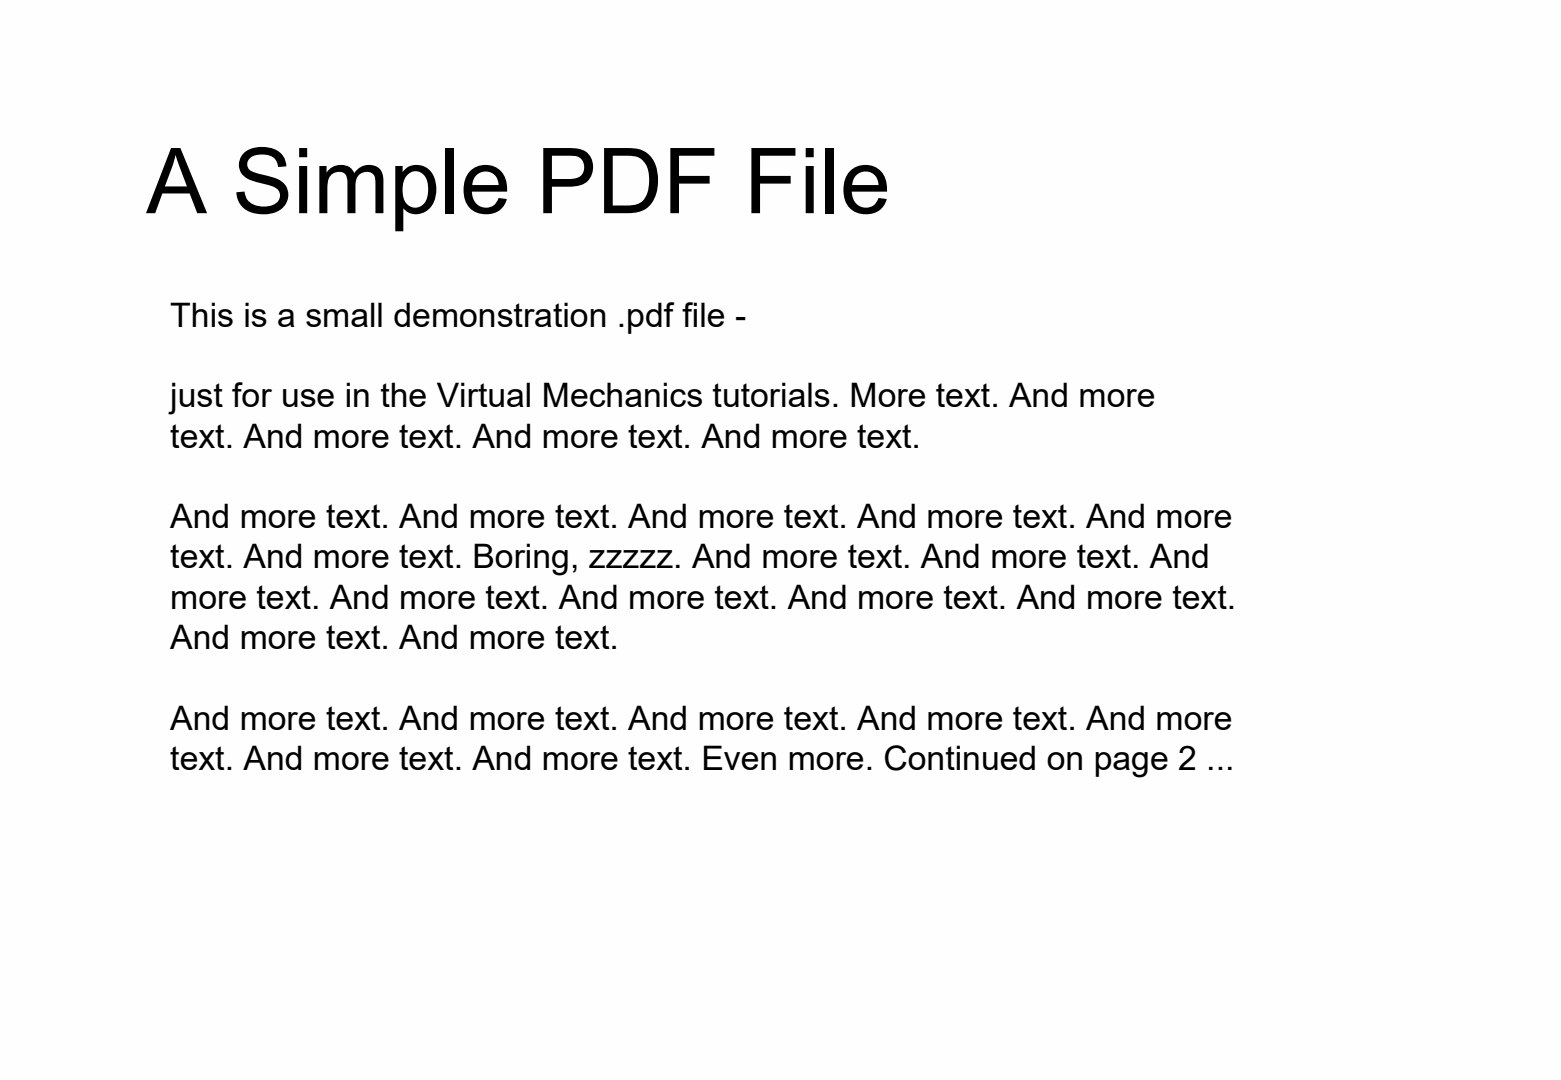 A Simple PDF File
This is a small demonstration .pdf file -
just for use in the Virtual Mechanics tutorials. More text. And more
text. And more text. And more text. And more text.
And more text. And more text. And more text. And more text. And more
text. And more text. Boring, zzzzz. And more text. And more text. And
more text. And more text. And more text. And more text. And more text.
And more text. And more text.
And more text. And more text. And more text. And more text. And more
text. And more text. And more text. Even more. Continued on page 2 ...